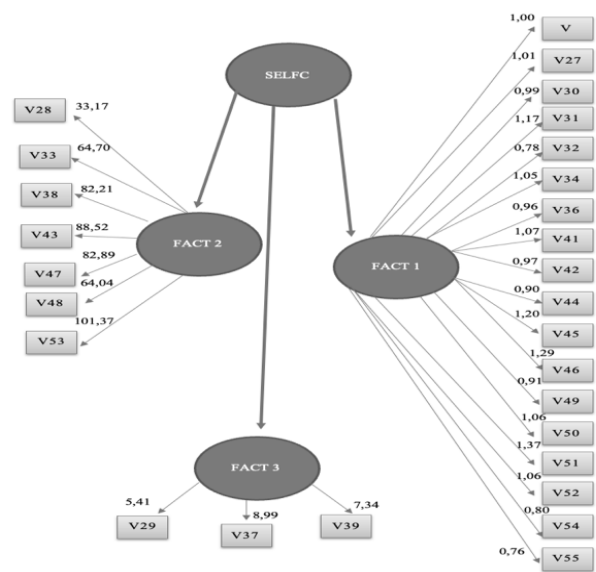 SELFC
FACT 2
33,17
V28
64,70
V33
82,21
V38
88,52
V43
82,89
V47
64,04
V48
101,37
V53
FACT 1
1,00
V
1,01
V27
0,99
V30
1,17
V31
0,78
V32
1,05
V34
0,96
V36
1,07
V41
0,97
V42
0,90
V44
1,20
V45
1,29
V46
0,91
V49
1,06
V50
1,37
V51
1,06
V52
0,80
V54
0,76
V55
FACT 3
5,41
V29
8,99
V37
7,34
V39